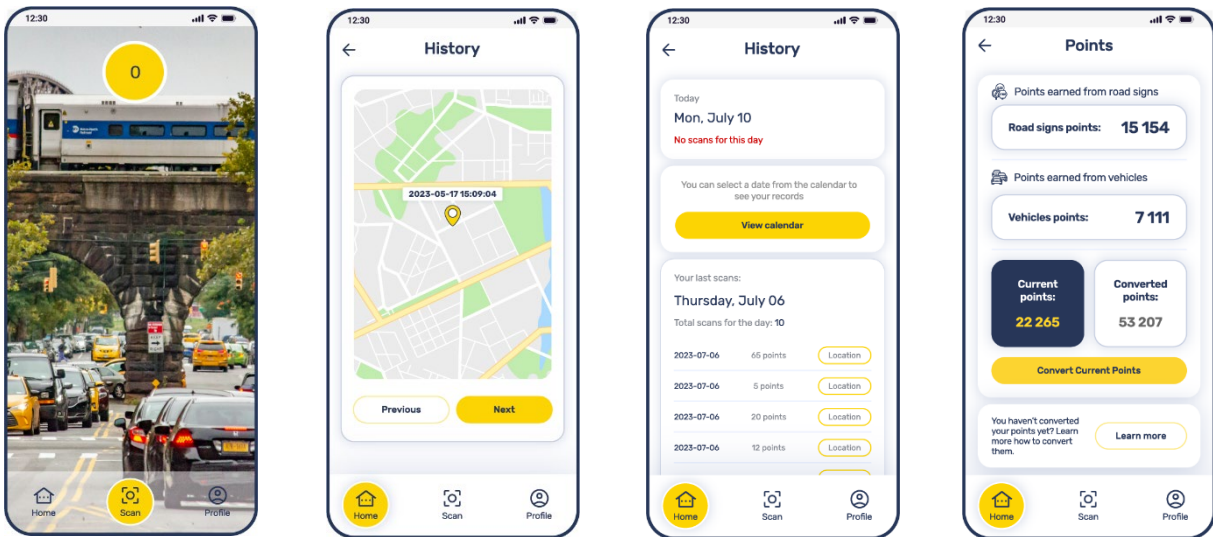 12:30
0
Home
Scan
Profile
12:30
History
2023-05-17 15:09:04
Previous
Next
Home
Scan
Profile
12:30
History
Today
Mon, July 10
No scans for this day
You can select a date from the calendar to
see your records
View calendar
Your last scans:
Thursday, July 06
Total scans for the day: 10
2023-07-06 65 points Location
2023-07-06 5 points Location
2023-07-06 20 points Location
2023-07-06 12 points Location
Home
Scan
Profile
12:30
Points
Points earned from road signs
Road signs points: 15 154
Points earned from vehicles
Vehicles points: 7 111
Current
points:
22 265
Converted
points:
53 207
Convert Current Points
You haven't converted
your points yet? Learn
more how to convert
them.
Learn more
Home
Scan
Profile